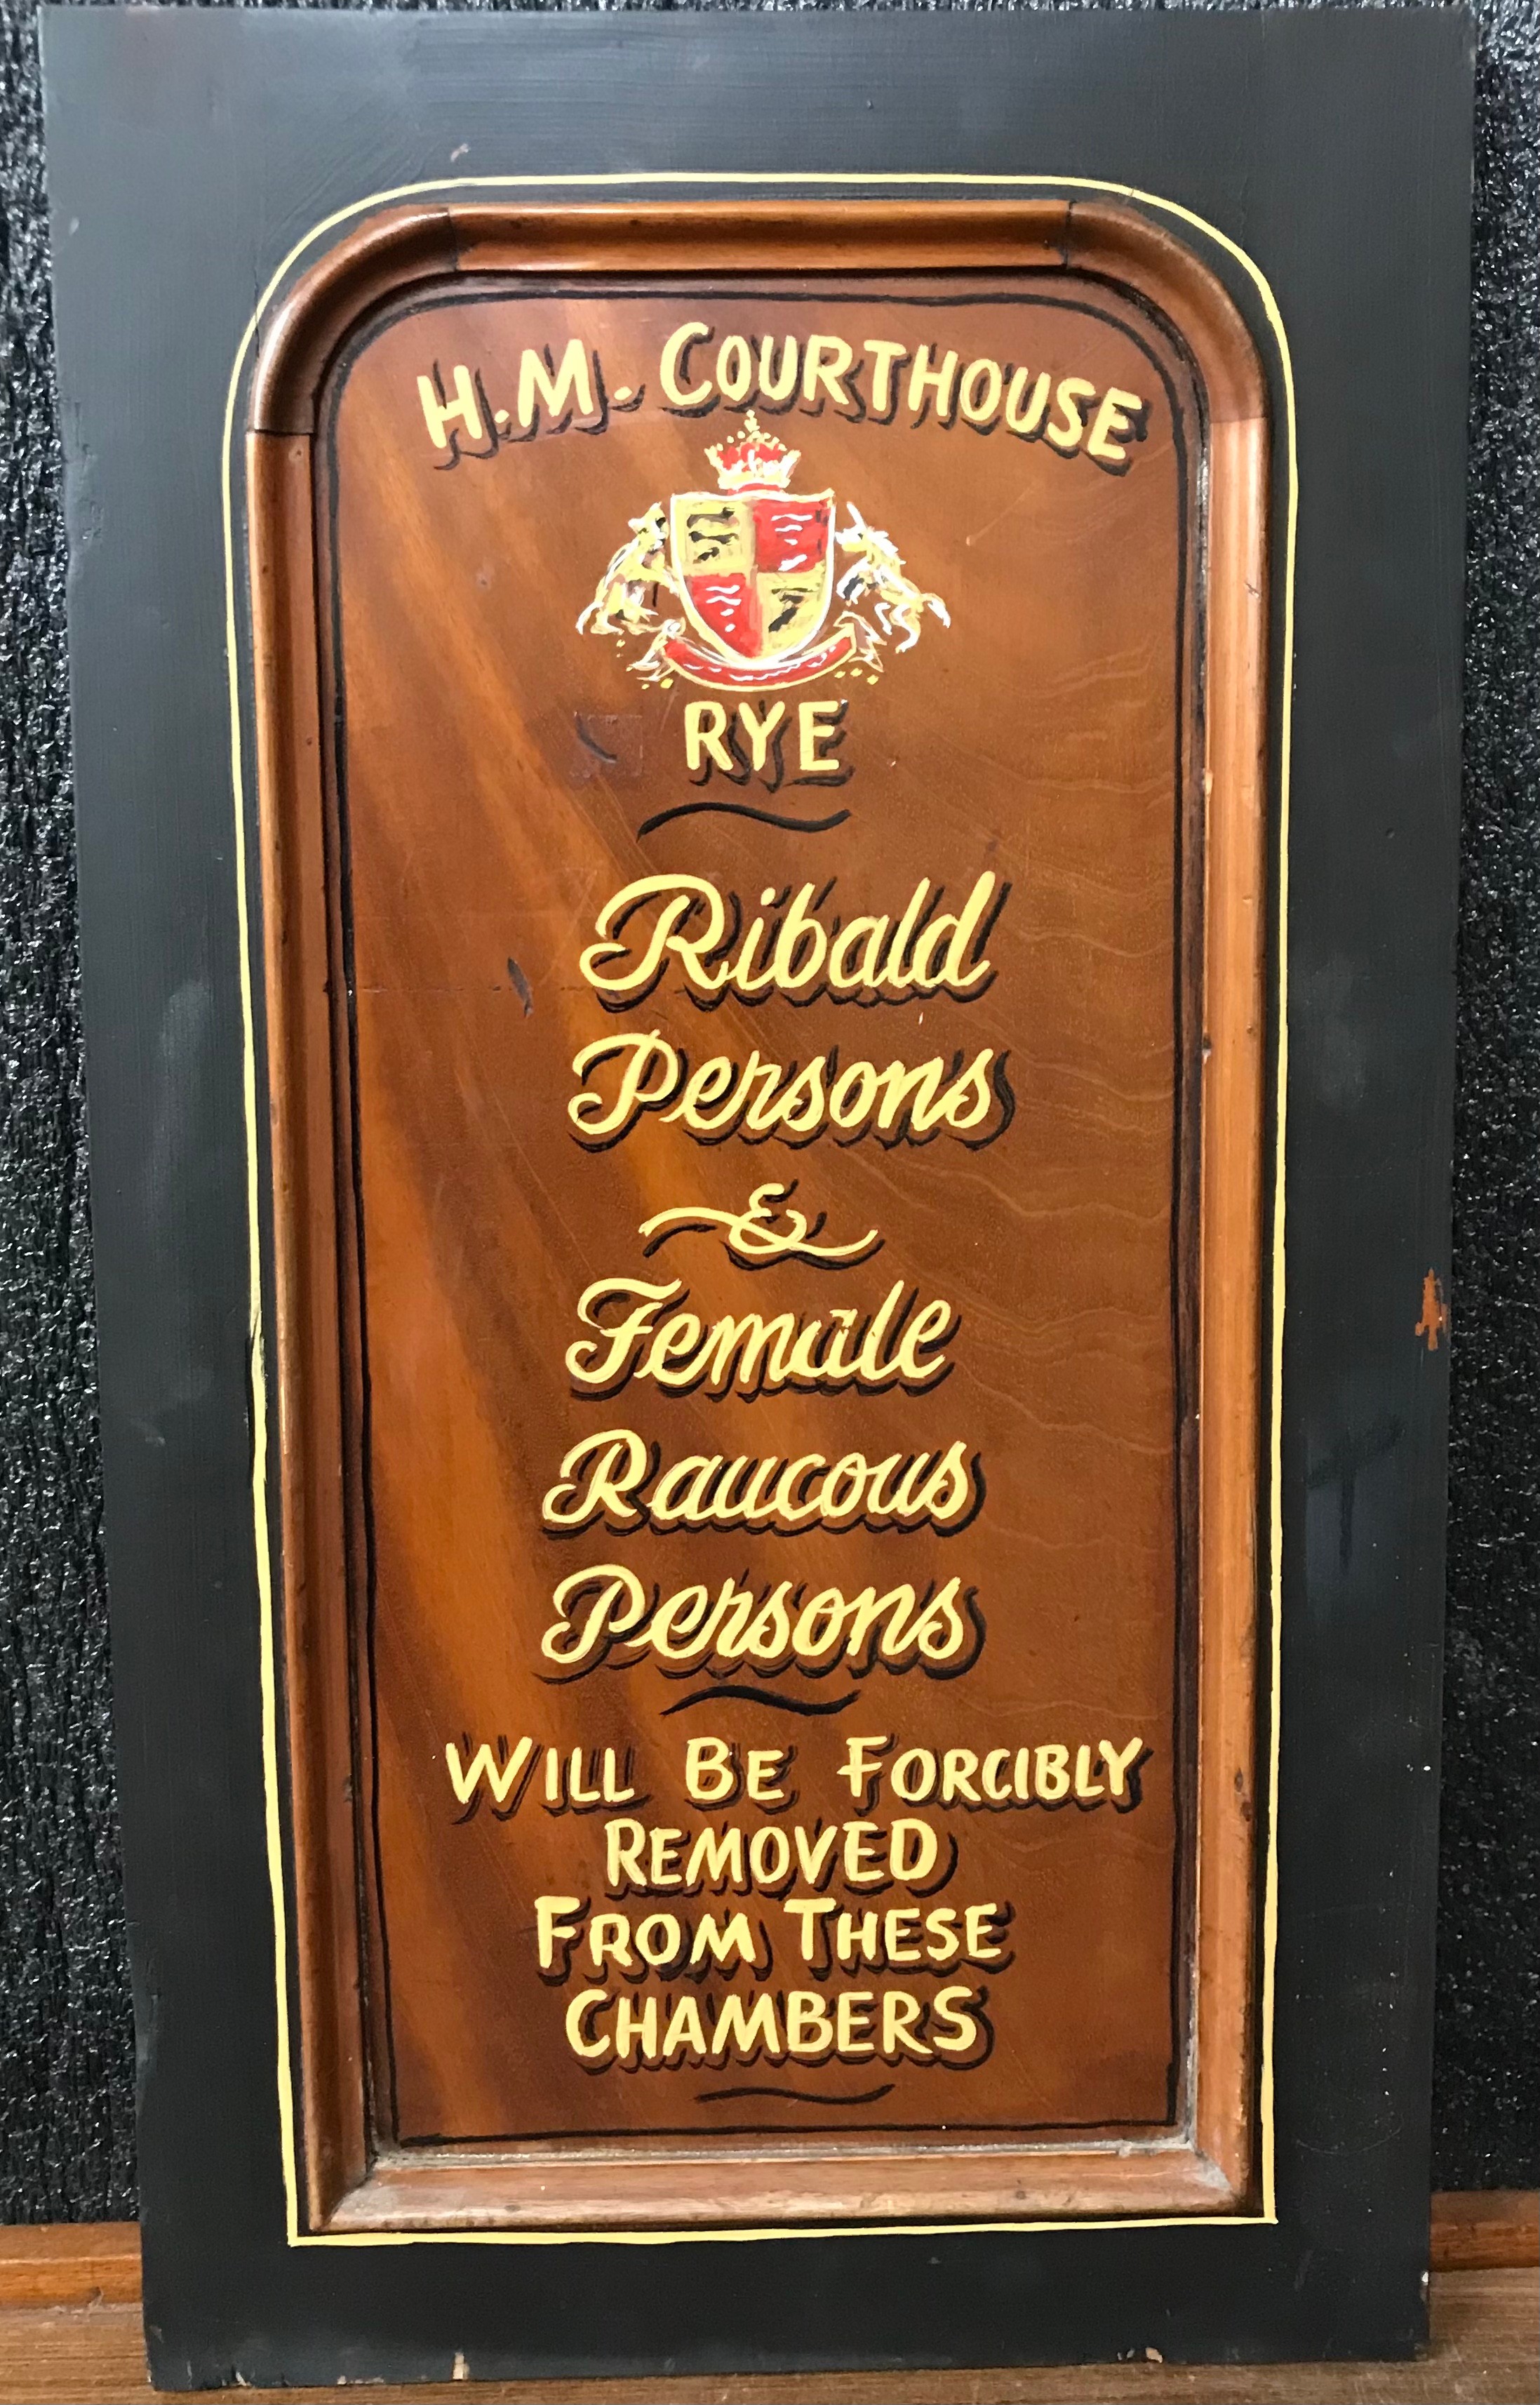 H.M. COURTHOUSE
RYE
Ribald
Persons
&
Female
Raucous
Persons
WILL BE FORCIBLY
REMOVED
FROM THESE
CHAMBERS